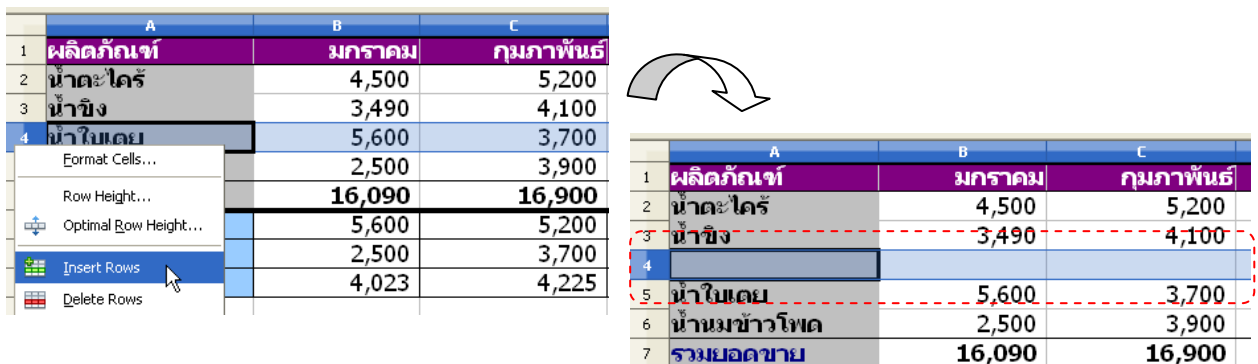 A B C
1 ผลิตภัณฑ์ มกราคม กุมภาพันธ์
2 น้ำตะไคร้ 4,500 5,200
3 น้ำขิง 3,490 4,100
4 น้ำใบเตย 5,600 3,700
Format Cells... 2,500 3,900
Row Height... 16,090 16,900
Optimal Row Height... 5,600 5,200
Insert Rows 2,500 3,700
Delete Rows 4,023 4,225
A B C
1 ผลิตภัณฑ์ มกราคม กุมภาพันธ์
2 น้ำตะไคร้ 4,500 5,200
3 น้ำขิง 3,490 4,100
4
5 น้ำใบเตย 5,600 3,700
6 น้ำนมข้าวโพด 2,500 3,900
7 รวมยอดขาย 16,090 16,900